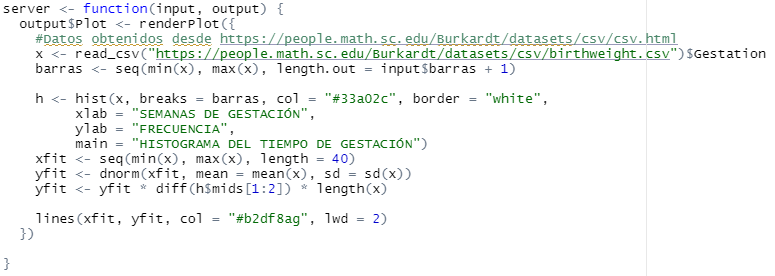 server <- function(input, output) {
  output$Plot <- renderPlot({
    #Datos obtenidos desde https://people.math.sc.edu/Burkardt/datasets/csv/csv.html
    x <- read_csv("https://people.math.sc.edu/Burkardt/datasets/csv/birthweight.csv")$Gestation
    barras <- seq(min(x), max(x), length.out = input$barras + 1)

    h <- hist(x, breaks = barras, col = "#33a02c", border = "white",
         xlab = "SEMANAS DE GESTACIÓN",
         ylab = "FRECUENCIA",
         main = "HISTOGRAMA DEL TIEMPO DE GESTACIÓN")
    xfit <- seq(min(x), max(x), length = 40)
    yfit <- dnorm(xfit, mean = mean(x), sd = sd(x))
    yfit <- yfit * diff(h$mids[1:2]) * length(x)

    lines(xfit, yfit, col = "#b2df8ag", lwd = 2)
  })

}